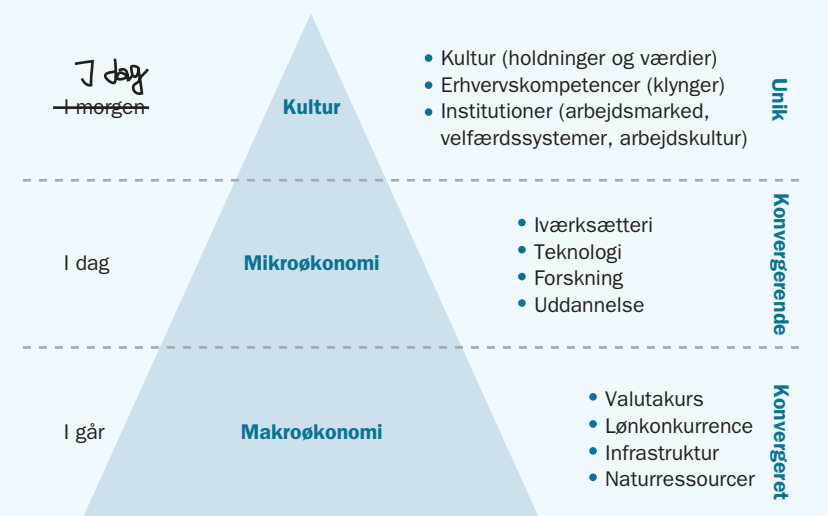 I dag
I morgen
Kultur
• Kultur (holdninger og værdier)
• Erhvervskompetencer (klynger)
• Institutioner (arbejdsmarked,
velfærdssystemer, arbejdskultur)
Unik
I dag
Mikroøkonomi
• Iværksætteri
• Teknologi
• Forskning
• Uddannelse
Konvergerende
I går
Makroøkonomi
• Valutakurs
• Lønkonkurrence
• Infrastruktur
• Naturressourcer
Konvergeret